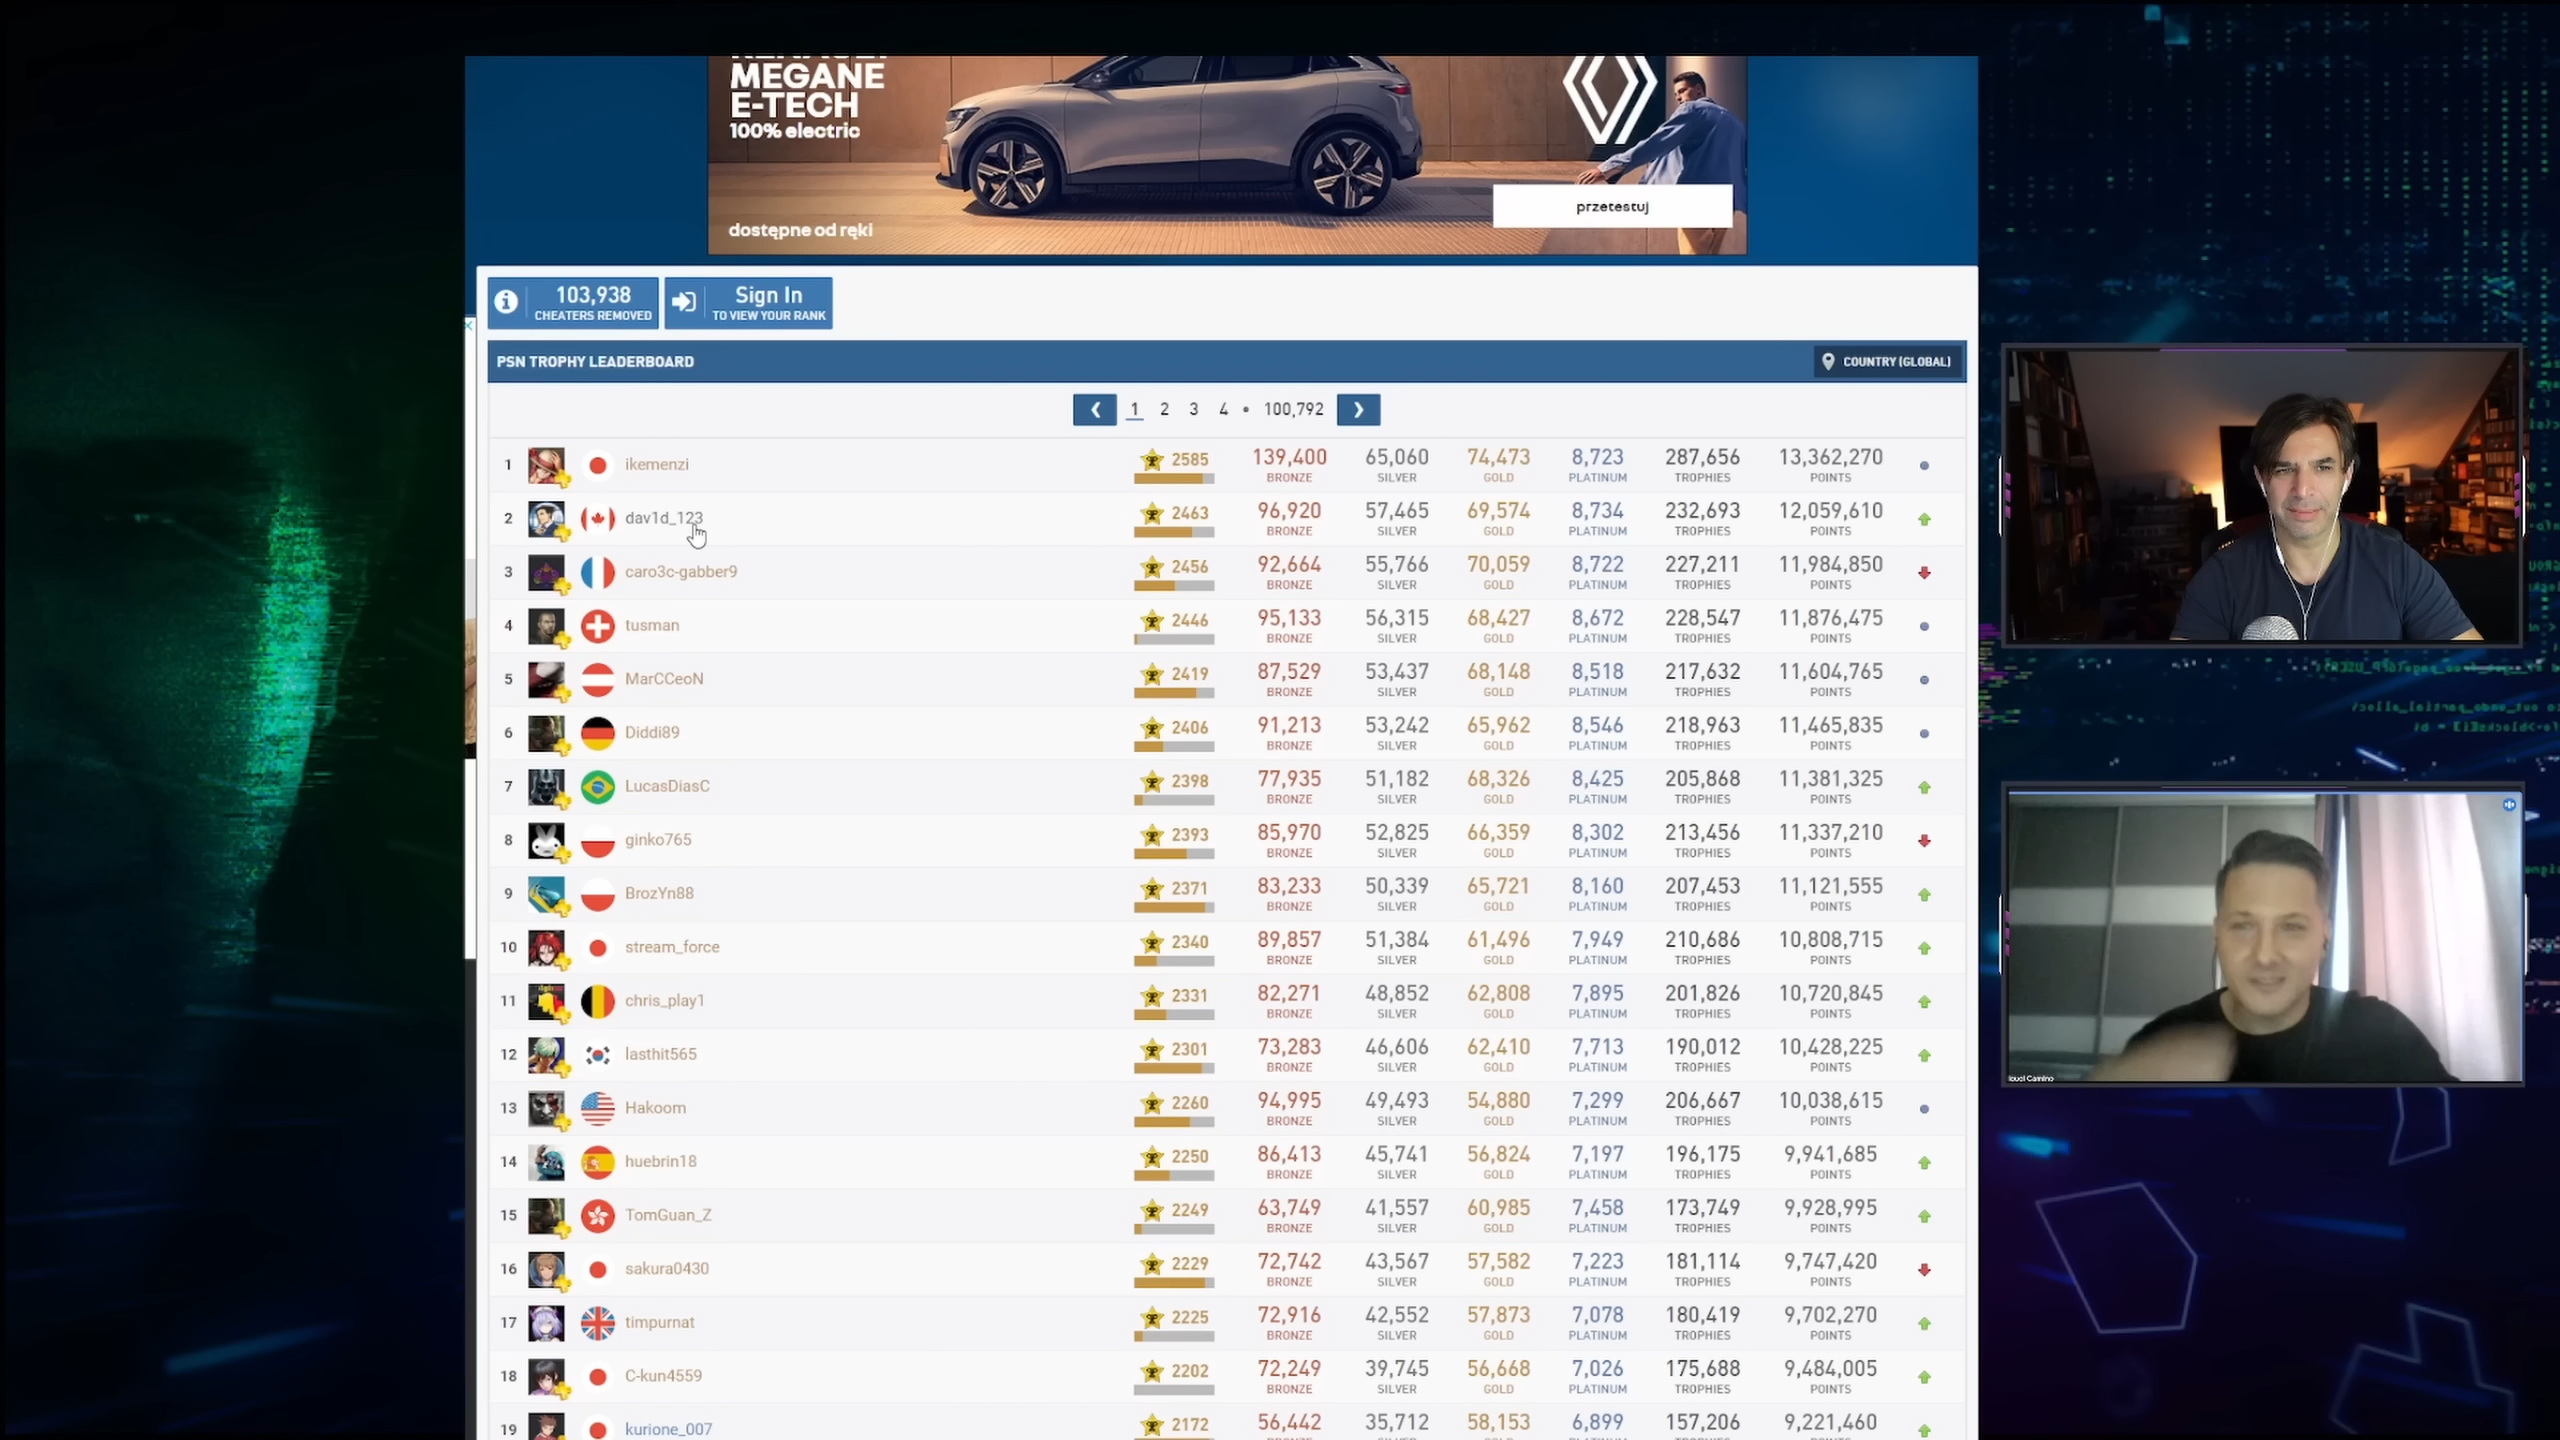 MEGANE
E-TECH
100% electric
dostępne od ręki
przetestuj
103,938
CHEATERS REMOVED
Sign In
TO VIEW YOUR RANK
PSN TROPHY LEADERBOARD
COUNTRY (GLOBAL)
1 2 3 4 • 100,792
1 ikemenzi 2585 139,400 65,060 74,473 8,723 287,656 13,362,270
BRONZE SILVER GOLD PLATINUM TROPHIES POINTS
2 dav1d_123 2463 96,920 57,465 69,574 8,734 232,693 12,059,610
BRONZE SILVER GOLD PLATINUM TROPHIES POINTS
3 caro3c-gabber9 2456 92,664 55,766 70,059 8,722 227,211 11,984,850
BRONZE SILVER GOLD PLATINUM TROPHIES POINTS
4 tusman 2446 95,133 56,315 68,427 8,672 228,547 11,876,475
BRONZE SILVER GOLD PLATINUM TROPHIES POINTS
5 MarCCeoN 2419 87,529 53,437 68,148 8,518 217,632 11,604,765
BRONZE SILVER GOLD PLATINUM TROPHIES POINTS
6 Diddi89 2406 91,213 53,242 65,962 8,546 218,963 11,465,835
BRONZE SILVER GOLD PLATINUM TROPHIES POINTS
7 LucasDiasC 2398 77,935 51,182 68,326 8,425 205,868 11,381,325
BRONZE SILVER GOLD PLATINUM TROPHIES POINTS
8 ginko765 2393 85,970 52,825 66,359 8,302 213,456 11,337,210
BRONZE SILVER GOLD PLATINUM TROPHIES POINTS
9 BrozYn88 2371 83,233 50,339 65,721 8,160 207,453 11,121,555
BRONZE SILVER GOLD PLATINUM TROPHIES POINTS
10 stream_force 2340 89,857 51,384 61,496 7,949 210,686 10,808,715
BRONZE SILVER GOLD PLATINUM TROPHIES POINTS
11 chris_play1 2331 82,271 48,852 62,808 7,895 201,826 10,720,845
BRONZE SILVER GOLD PLATINUM TROPHIES POINTS
12 lasthit565 2301 73,283 46,606 62,410 7,713 190,012 10,428,225
BRONZE SILVER GOLD PLATINUM TROPHIES POINTS
13 Hakoom 2260 94,995 49,493 54,880 7,299 206,667 10,038,615
BRONZE SILVER GOLD PLATINUM TROPHIES POINTS
14 huebrin18 2250 86,413 45,741 56,824 7,197 196,175 9,941,685
BRONZE SILVER GOLD PLATINUM TROPHIES POINTS
15 TomGuan_Z 2249 63,749 41,557 60,985 7,458 173,749 9,928,995
BRONZE SILVER GOLD PLATINUM TROPHIES POINTS
16 sakura0430 2229 72,742 43,567 57,582 7,223 181,114 9,747,420
BRONZE SILVER GOLD PLATINUM TROPHIES POINTS
17 timpurnat 2225 72,916 42,552 57,873 7,078 180,419 9,702,270
BRONZE SILVER GOLD PLATINUM TROPHIES POINTS
18 C-kun4559 2202 72,249 39,745 56,668 7,026 175,688 9,484,005
BRONZE SILVER GOLD PLATINUM TROPHIES POINTS
19 kurione_007 2172 56,442 35,712 58,153 6,899 157,206 9,221,460